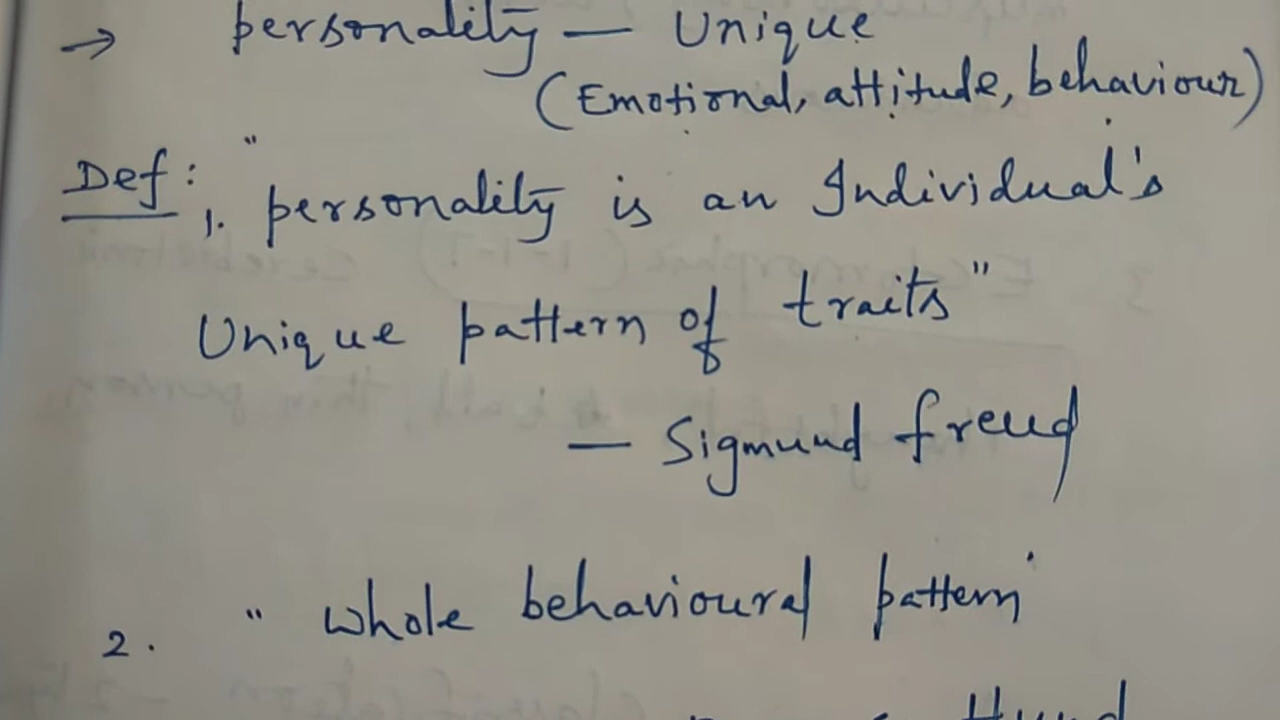 → personality — Unique
(Emotional, attitude, behaviour)
Def: 1. "personality is an Individual's
Unique pattern of traits"
— Sigmund freud
2. " whole behavioural pattern